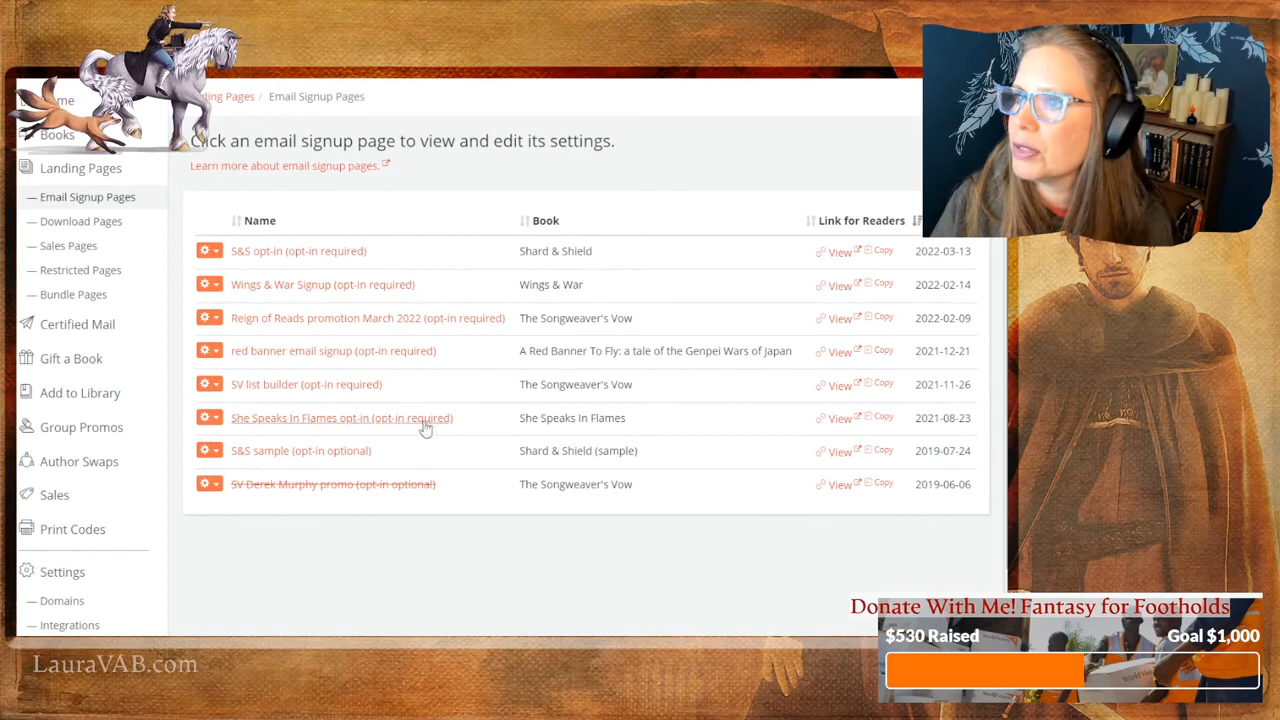 ding Pages / Email Signup Pages
me
Books
Landing Pages
— Email Signup Pages
— Download Pages
— Sales Pages
— Restricted Pages
— Bundle Pages
Certified Mail
Gift a Book
Add to Library
Group Promos
Author Swaps
Sales
Print Codes
Settings
— Domains
— Integrations
Click an email signup page to view and edit its settings.
Learn more about email signup pages.
Name Book Link for Readers
S&S opt-in (opt-in required) Shard & Shield View Copy 2022-03-13
Wings & War Signup (opt-in required) Wings & War View Copy 2022-02-14
Reign of Reads promotion March 2022 (opt-in required) The Songweaver's Vow View Copy 2022-02-09
red banner email signup (opt-in required) A Red Banner To Fly: a tale of the Genpei Wars of Japan View Copy 2021-12-21
SV list builder (opt-in required) The Songweaver's Vow View Copy 2021-11-26
She Speaks In Flames opt-in (opt-in required) She Speaks In Flames View Copy 2021-08-23
S&S sample (opt-in optional) Shard & Shield (sample) View Copy 2019-07-24
SV Derek Murphy promo (opt-in optional) The Songweaver's Vow View Copy 2019-06-06
Donate With Me! Fantasy for Footholds
$530 Raised Goal $1,000
LauraVAB.com